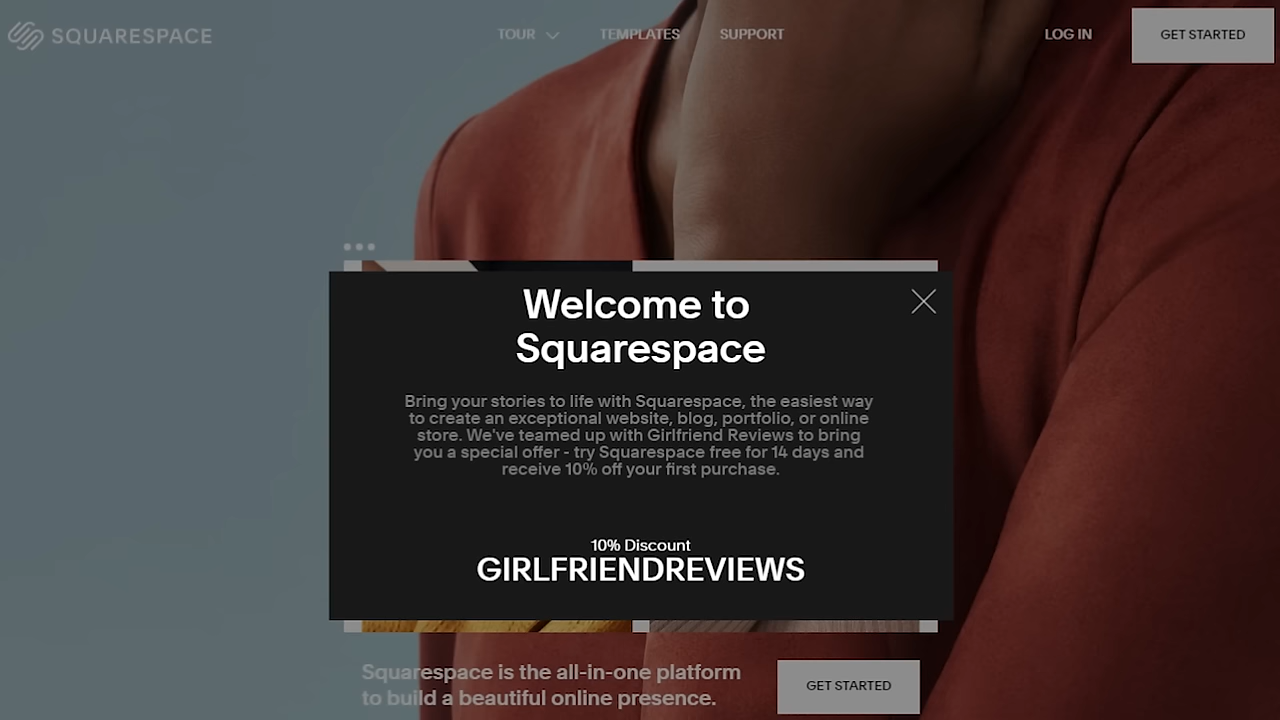 SQUARESPACE
TOUR
TEMPLATES
SUPPORT
LOG IN
GET STARTED
Welcome to
Squarespace
Bring your stories to life with Squarespace, the easiest way
to create an exceptional website, blog, portfolio, or online
store. We've teamed up with Girlfriend Reviews to bring
you a special offer - try Squarespace free for 14 days and
receive 10% off your first purchase.
10% Discount
GIRLFRIENDREVIEWS
Squarespace is the all-in-one platform
to build a beautiful online presence.
GET STARTED